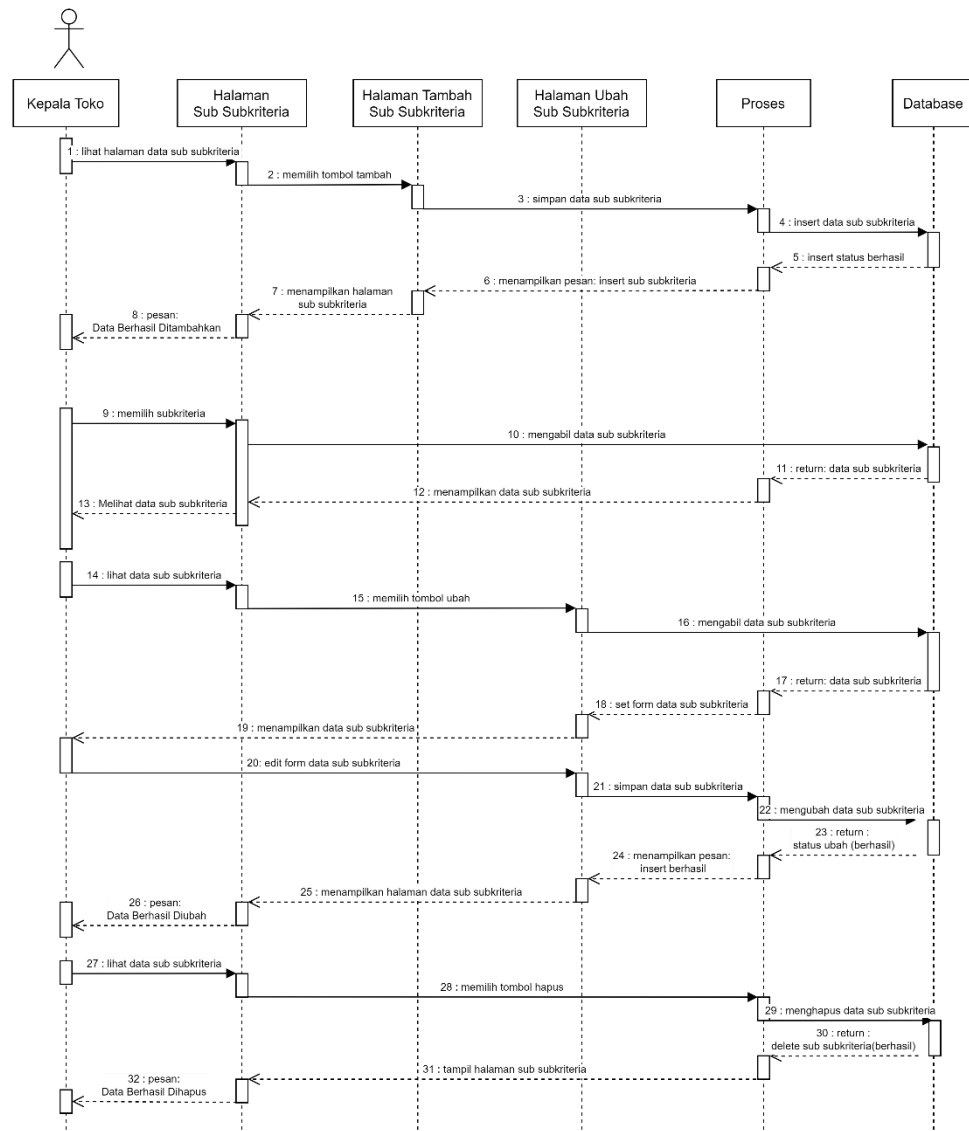 Kepala Toko
Halaman
Sub Subkriteria
Halaman Tambah
Sub Subkriteria
Halaman Ubah
Sub Subkriteria
Proses
Database
1 : lihat halaman data sub subkriteria
2 : memilih tombol tambah
3 : simpan data sub subkriteria
4 : insert data sub subkriteria
5 : insert status berhasil
6 : menampilkan pesan: insert sub subkriteria
7 : menampilkan halaman
sub subkriteria
8 : pesan:
Data Berhasil Ditambahkan
9 : memilih subkriteria
10 : mengabil data sub subkriteria
11 : return: data sub subkriteria
12 : menampilkan data sub subkriteria
13 : Melihat data sub subkriteria
14 : lihat data sub subkriteria
15 : memilih tombol ubah
16 : mengabil data sub subkriteria
17 : return: data sub subkriteria
18 : set form data sub subkriteria
19 : menampilkan data sub subkriteria
20: edit form data sub subkriteria
21 : simpan data sub subkriteria
22 : mengubah data sub subkriteria
23 : return :
status ubah (berhasil)
24 : menampilkan pesan:
insert berhasil
25 : menampilkan halaman data sub subkriteria
26 : pesan:
Data Berhasil Diubah
27 : lihat data sub subkriteria
28 : memilih tombol hapus
29 : menghapus data sub subkriteria
30 : return :
delete sub subkriteria(berhasil)
31 : tampil halaman sub subkriteria
32 : pesan:
Data Berhasil Dihapus